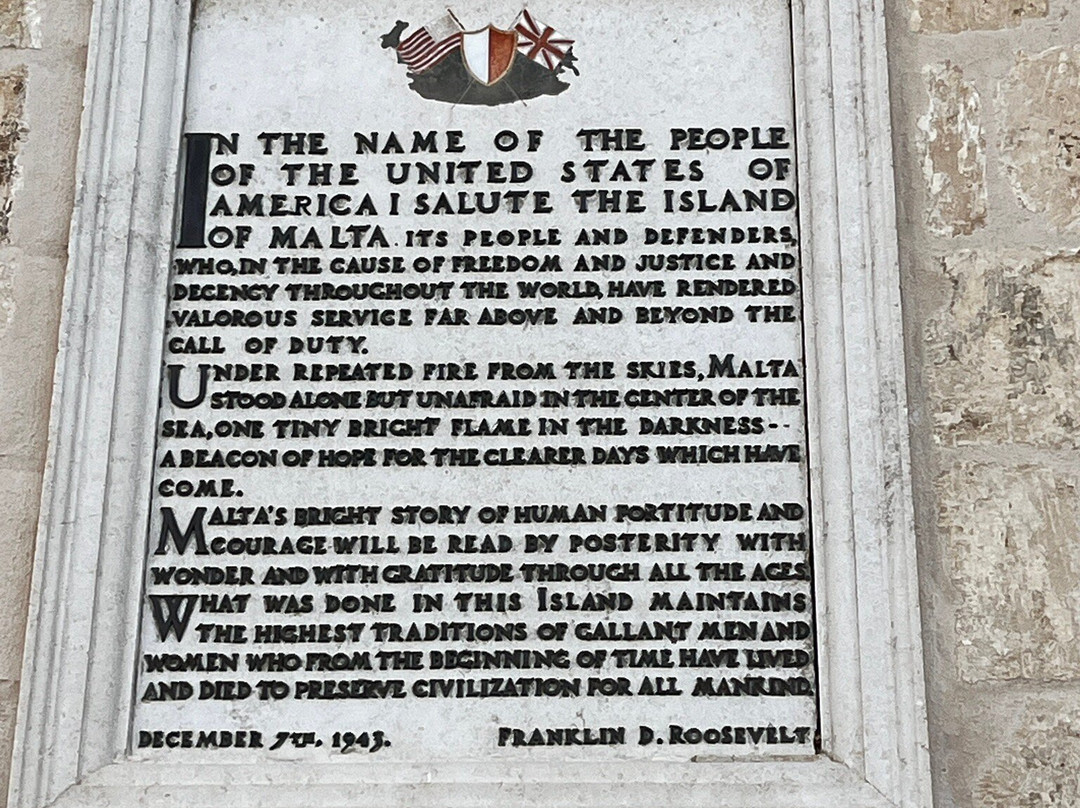 IN THE NAME OF THE PEOPLE
OF THE UNITED STATES OF
AMERICA I SALUTE THE ISLAND
OF MALTA. ITS PEOPLE AND DEFENDERS,
WHO, IN THE CAUSE OF FREEDOM AND JUSTICE AND
DECENCY THROUGHOUT THE WORLD, HAVE RENDERED
VALOROUS SERVICE FAR ABOVE AND BEYOND THE
CALL OF DUTY.
UNDER REPEATED FIRE FROM THE SKIES, MALTA
STOOD ALONE BUT UNAFRAID IN THE CENTER OF THE
SEA, ONE TINY BRIGHT FLAME IN THE DARKNESS--
A BEACON OF HOPE FOR THE CLEARER DAYS WHICH HAVE
COME.
MALTA'S BRIGHT STORY OF HUMAN FORTITUDE AND
COURAGE WILL BE READ BY POSTERITY WITH
WONDER AND WITH GRATITUDE THROUGH ALL THE AGES.
WHAT WAS DONE IN THIS ISLAND MAINTAINS
THE HIGHEST TRADITIONS OF GALLANT MEN AND
WOMEN WHO FROM THE BEGINNING OF TIME HAVE LIVED
AND DIED TO PRESERVE CIVILIZATION FOR ALL MANKIND.
DECEMBER 7TH. 1943. FRANKLIN D. ROOSEVELT.